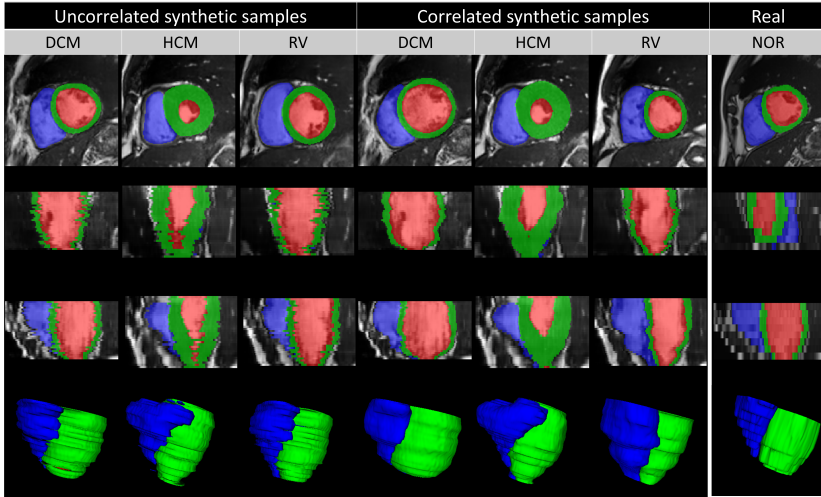 Uncorrelated synthetic samples Correlated synthetic samples Real
DCM HCM RV DCM HCM RV NOR